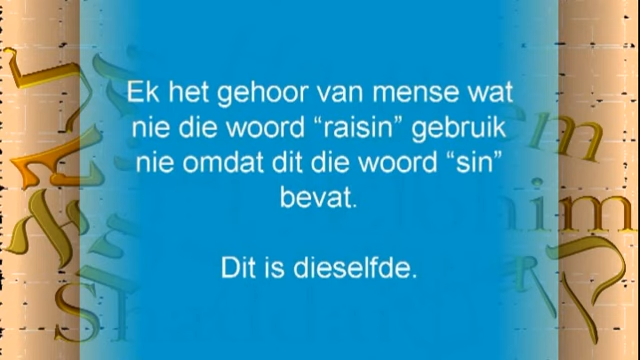 Ek het gehoor van mense wat
nie die woord “raisin” gebruik
nie omdat dit die woord “sin”
bevat.
Dit is dieselfde.